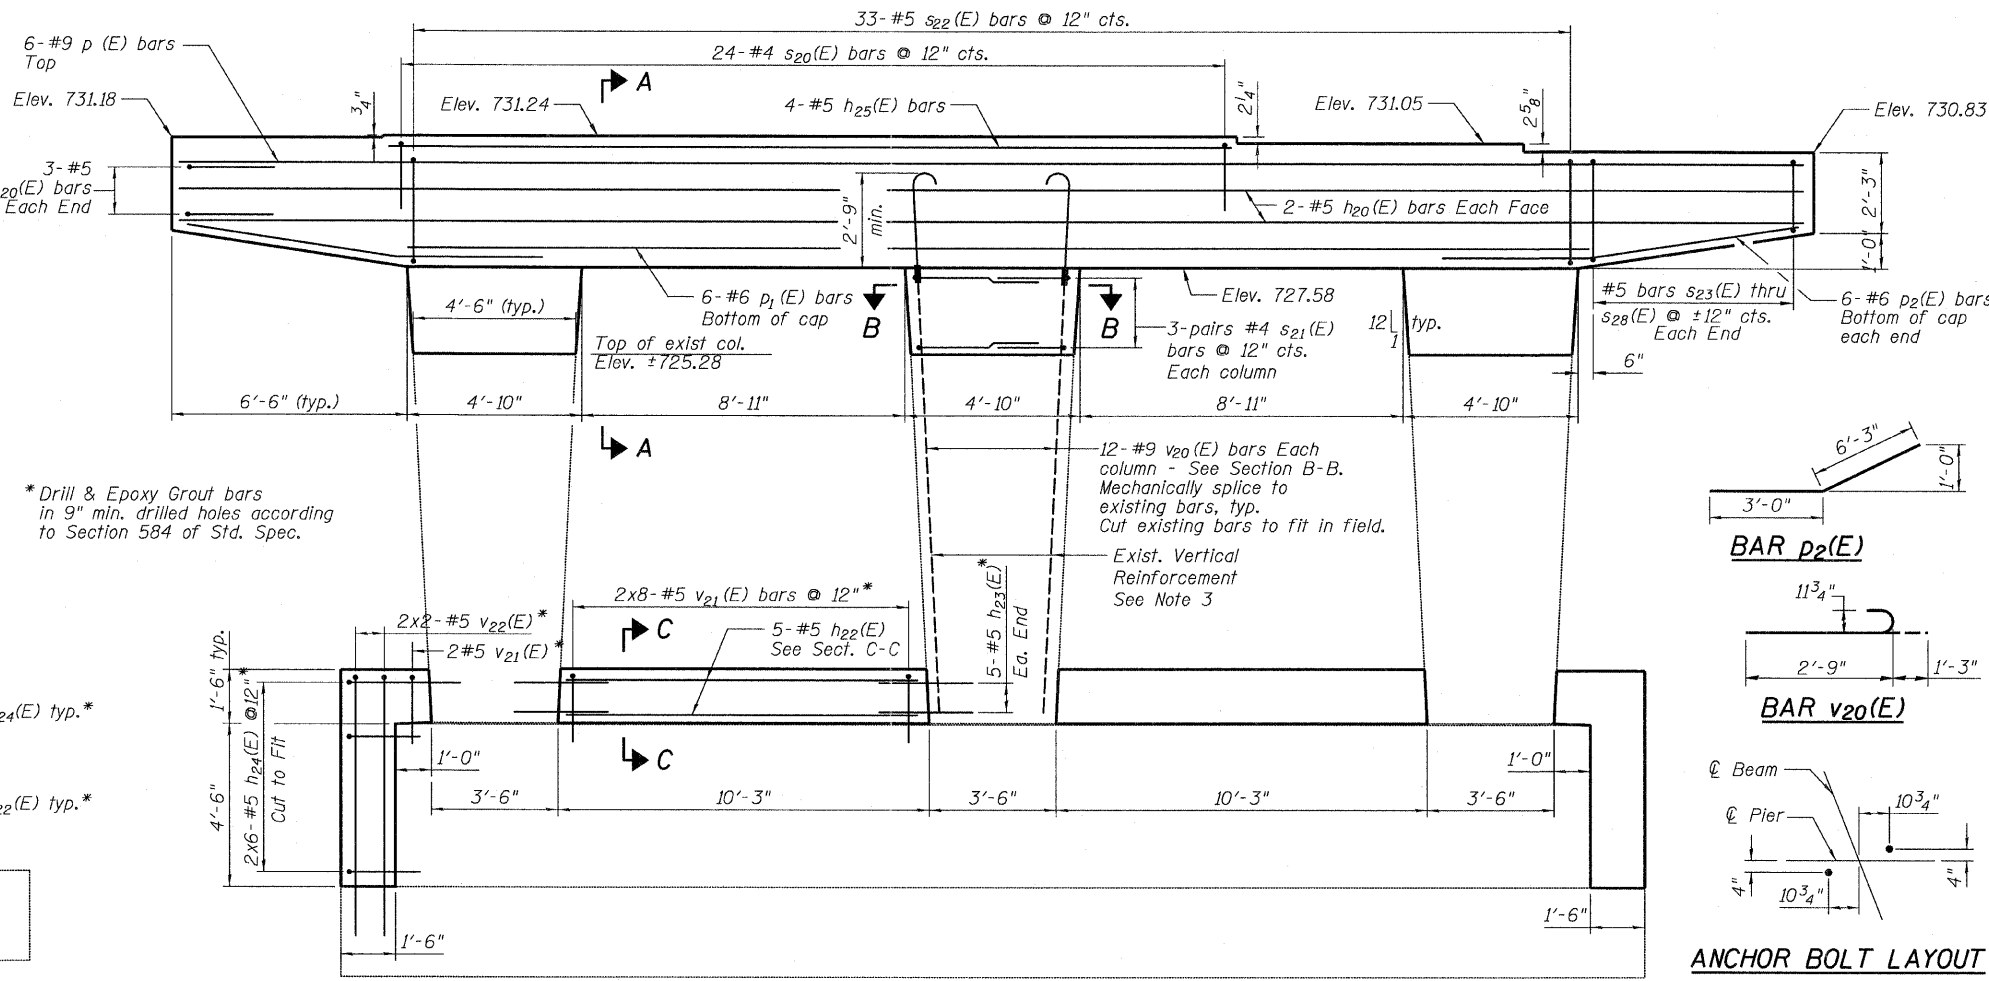 33-#5 s22(E) bars @ 12" cts.
24-#4 s20(E) bars @ 12" cts.
6-#9 p (E) bars
Top
Elev. 731.18
3/4"
Elev. 731.24
A
4-#5 h25(E) bars
2 1/4"
Elev. 731.05
2 5/8"
Elev. 730.83
3-#5
20(E) bars
Each End
2'-9"
min.
2-#5 h20(E) bars Each Face
2'-3"
1'-0"
4'-6" (typ.)
6-#6 p1(E) bars
Bottom of cap
Top of exist col.
Elev. ±725.28
B
B
Elev. 727.58
3-pairs #4 s21(E)
bars @ 12" cts.
Each column
12
1
typ.
#5 bars s23(E) thru
s28(E) @ ±12" cts.
Each End
6-#6 p2(E) bars
Bottom of cap
each end
6"
6'-6" (typ.)
4'-10"
8'-11"
4'-10"
8'-11"
4'-10"
A
12-#9 v20(E) bars Each
column - See Section B-B.
Mechanically splice to
existing bars, typ.
Cut existing bars to fit in field.
Exist. Vertical
Reinforcement
See Note 3
* Drill & Epoxy Grout bars
in 9" min. drilled holes according
to Section 584 of Std. Spec.
6'-3"
1'-0"
3'-0"
BAR p2(E)
11 3/4"
2'-9"
1'-3"
BAR v20(E)
2x8-#5 v21(E) bars @ 12"*
2x2-#5 v22(E)*
2#5 v21(E)*
C
5-#5 h22(E)
See Sect. C-C
5-#5 h23(E)*
Ea. End
1'-6" typ.
4'-6"
2x6-#5 h24(E) @12"*
Cut to Fit
24(E) typ.*
22(E) typ.*
C
1'-0"
1'-0"
3'-6"
10'-3"
3'-6"
10'-3"
3'-6"
1'-6"
1'-6"
℄ Beam
℄ Pier
10 3/4"
4"
4"
10 3/4"
ANCHOR BOLT LAYOUT